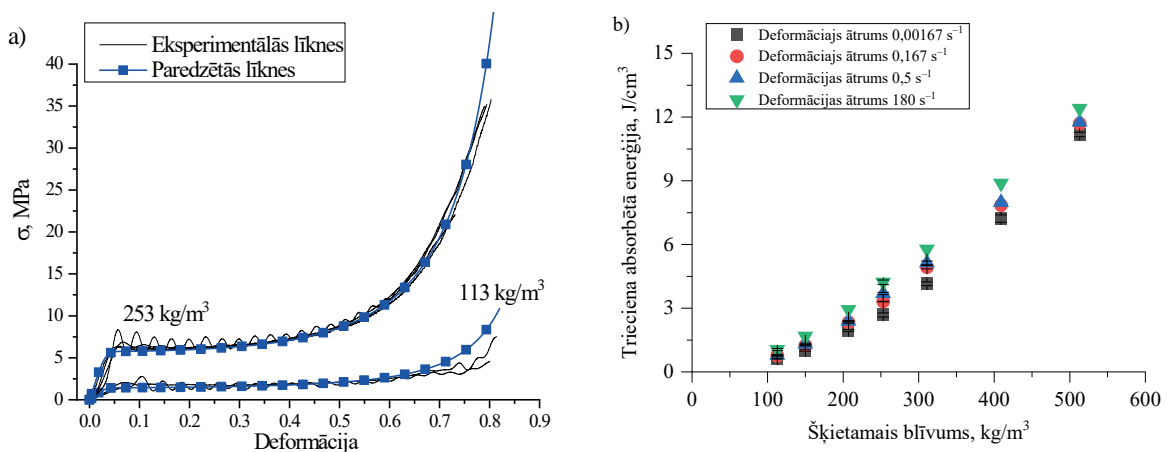 a)
Eksperimentālās līknes
Paredzētās līknes
40
35
30
25
20
15
10
5
0
σ, MPa
253 kg/m³
113 kg/m³
0.0 0.1 0.2 0.3 0.4 0.5 0.6 0.7 0.8 0.9
Deformācija
b)
Deformāciajs ātrums 0,00167 s⁻¹
Deformāciajs ātrums 0,167 s⁻¹
Deformācijas ātrums 0,5 s⁻¹
Deformācijas ātrums 180 s⁻¹
15
12
9
6
3
0
Trieciena absorbētā enerģija, J/cm³
0 100 200 300 400 500 600
Šķietamais blīvums, kg/m³